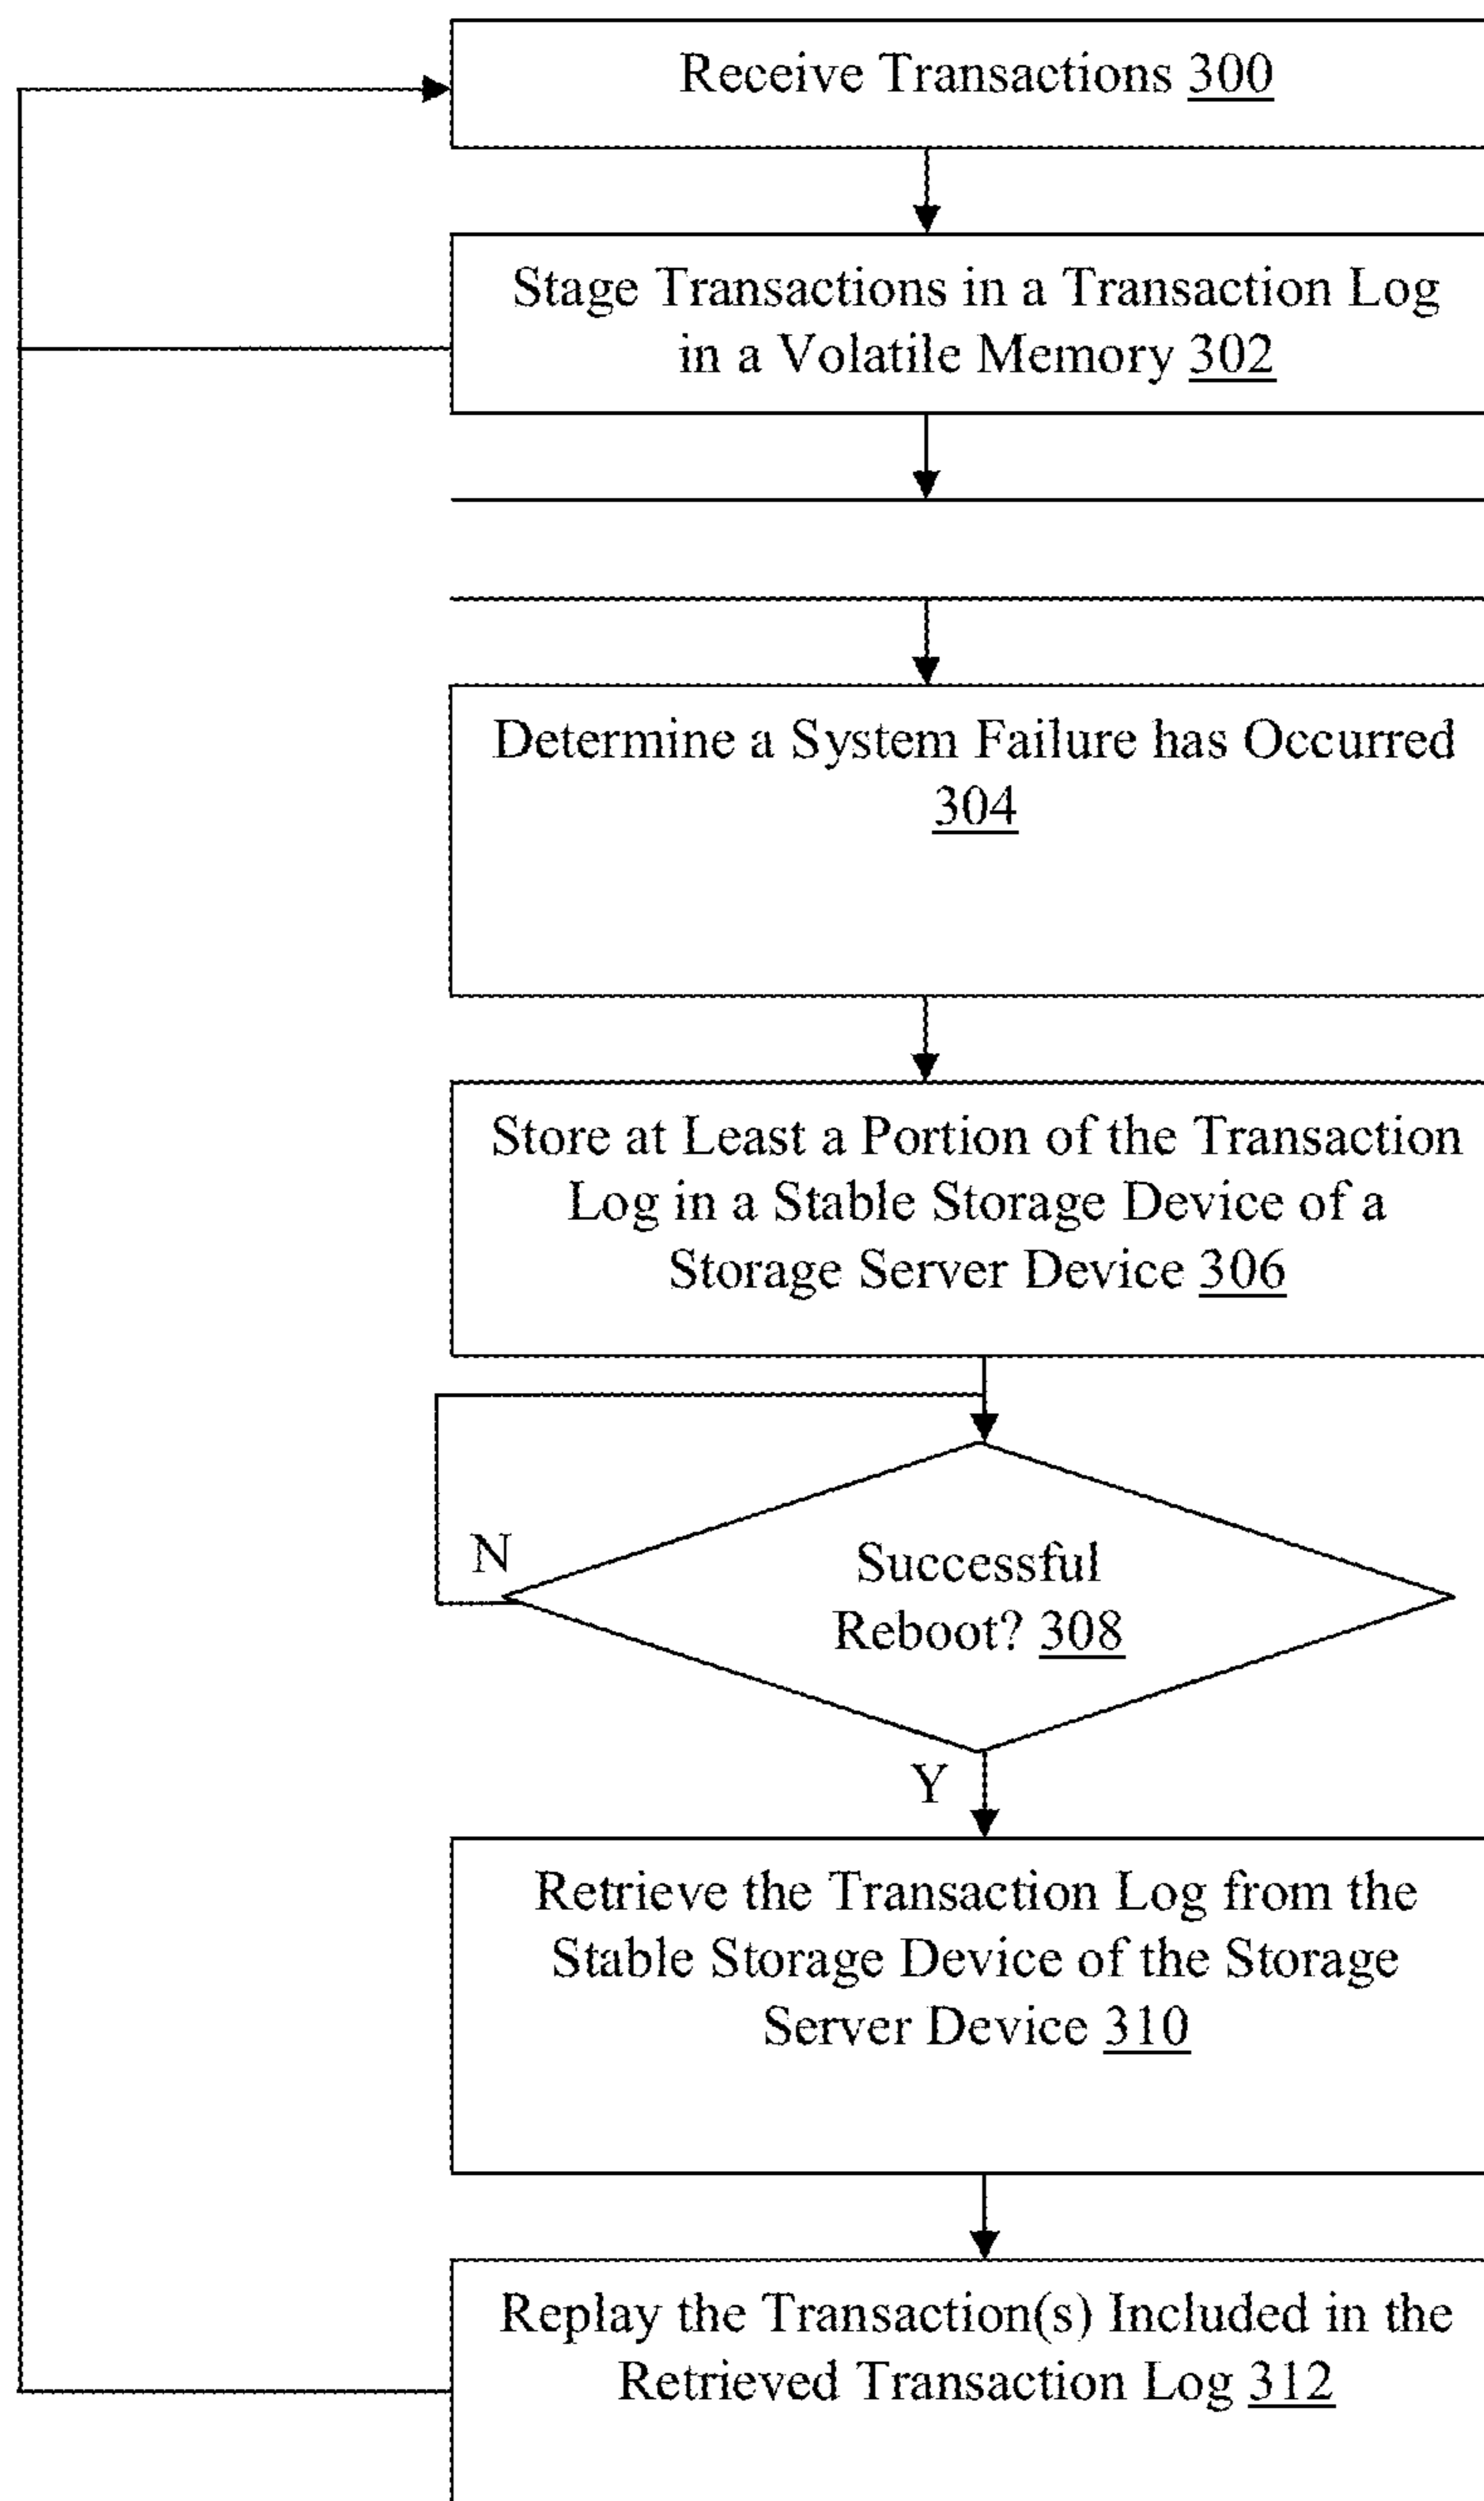 Receive Transactions 300
Stage Transactions in a Transaction Log
in a Volatile Memory 302
Determine a System Failure has Occurred
304
Store at Least a Portion of the Transaction
Log in a Stable Storage Device of a
Storage Server Device 306
N
Successful
Reboot? 308
Y
Retrieve the Transaction Log from the
Stable Storage Device of the Storage
Server Device 310
Replay the Transaction(s) Included in the
Retrieved Transaction Log 312